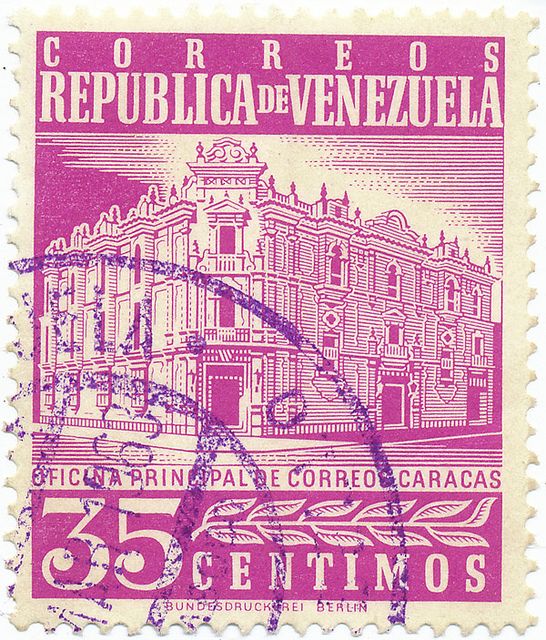 CORREOS
REPUBLICA DE VENEZUELA
OFICINA PRINCIPAL DE CORREOS CARACAS
35 CENTIMOS
BUNDESDRUCKEREI BERLIN